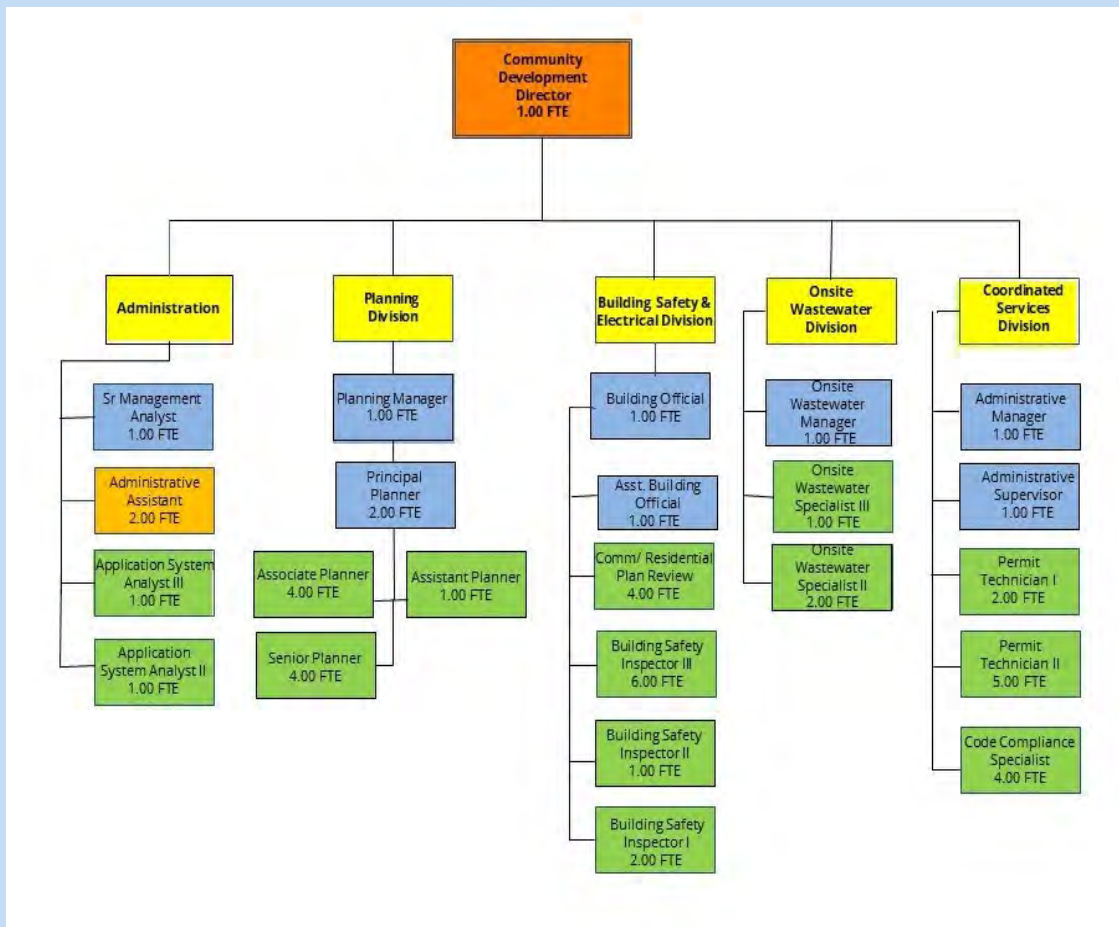 Community
Development
Director
1.00 FTE
Administration
Sr Management
Analyst
1.00 FTE
Administrative
Assistant
2.00 FTE
Application System
Analyst III
1.00 FTE
Application
System Analyst II
1.00 FTE
Planning
Division
Planning Manager
1.00 FTE
Principal
Planner
2.00 FTE
Associate Planner
4.00 FTE
Assistant Planner
1.00 FTE
Senior Planner
4.00 FTE
Building Safety &
Electrical Division
Building Official
1.00 FTE
Asst. Building
Official
1.00 FTE
Comm/ Residential
Plan Review
4.00 FTE
Building Safety
Inspector III
6.00 FTE
Building Safety
Inspector II
1.00 FTE
Building Safety
Inspector I
2.00 FTE
Onsite
Wastewater
Division
Onsite
Wastewater
Manager
1.00 FTE
Onsite
Wastewater
Specialist III
1.00 FTE
Onsite
Wastewater
Specialist II
2.00 FTE
Coordinated
Services
Division
Administrative
Manager
1.00 FTE
Administrative
Supervisor
1.00 FTE
Permit
Technician I
2.00 FTE
Permit
Technician II
5.00 FTE
Code Compliance
Specialist
4.00 FTE